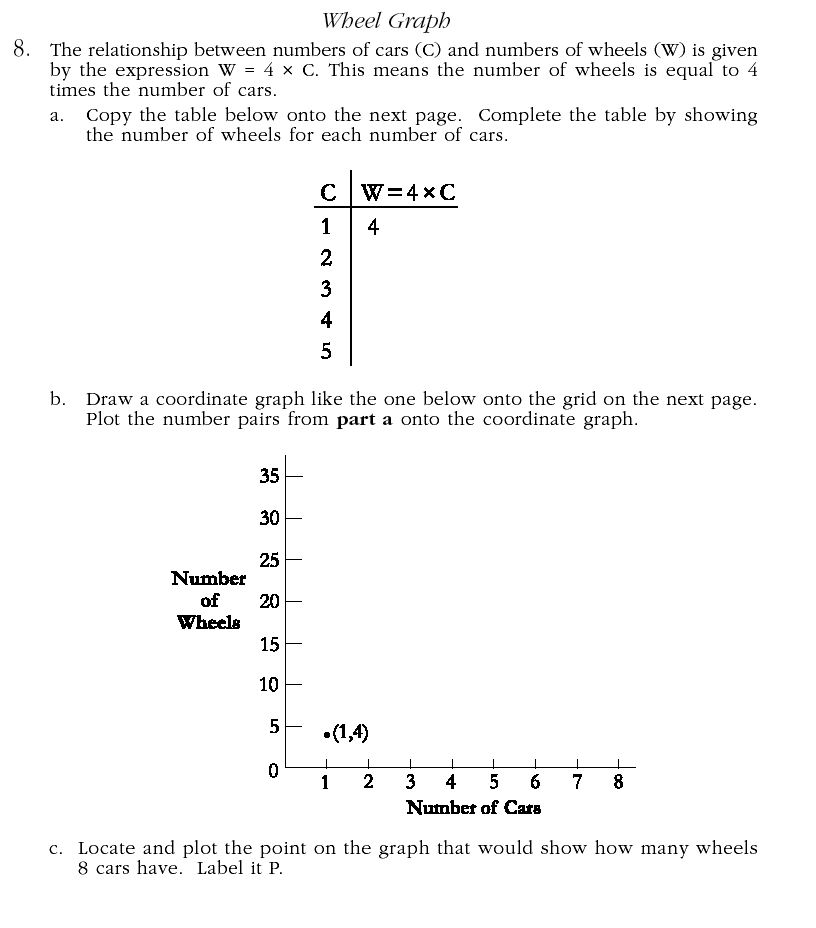 Wheel Graph
8. The relationship between numbers of cars (C) and numbers of wheels (W) is given
by the expression W = 4 × C. This means the number of wheels is equal to 4
times the number of cars.
a. Copy the table below onto the next page. Complete the table by showing
the number of wheels for each number of cars.
C W=4×C
1 4
2
3
4
5
b. Draw a coordinate graph like the one below onto the grid on the next page.
Plot the number pairs from part a onto the coordinate graph.
35
30
25
Number
of
Wheels
20
15
10
5
(1,4)
0
1 2 3 4 5 6 7 8
Number of Cars
c. Locate and plot the point on the graph that would show how many wheels
8 cars have. Label it P.